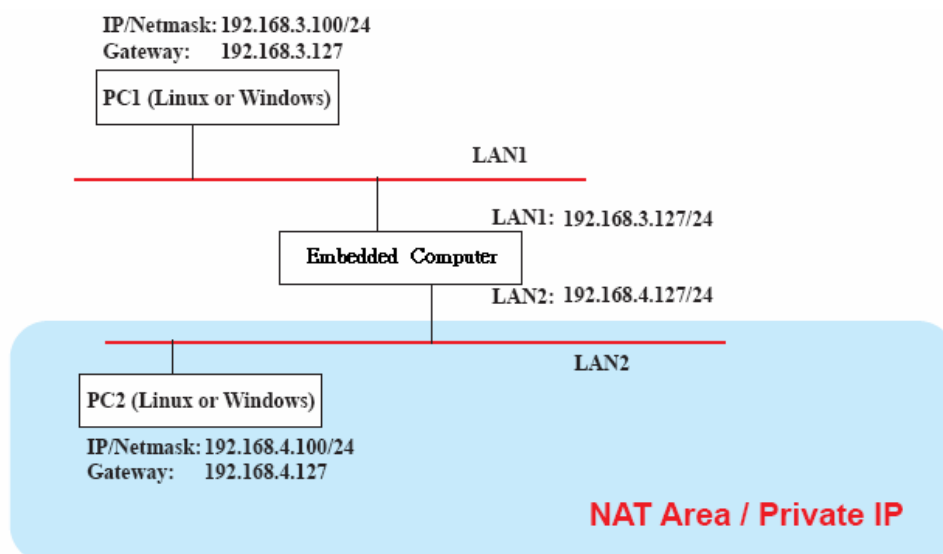 IP/Netmask: 192.168.3.100/24
Gateway: 192.168.3.127
PC1 (Linux or Windows)
LAN1
LAN1: 192.168.3.127/24
Embedded Computer
LAN2: 192.168.4.127/24
LAN2
PC2 (Linux or Windows)
IP/Netmask: 192.168.4.100/24
Gateway: 192.168.4.127
NAT Area / Private IP